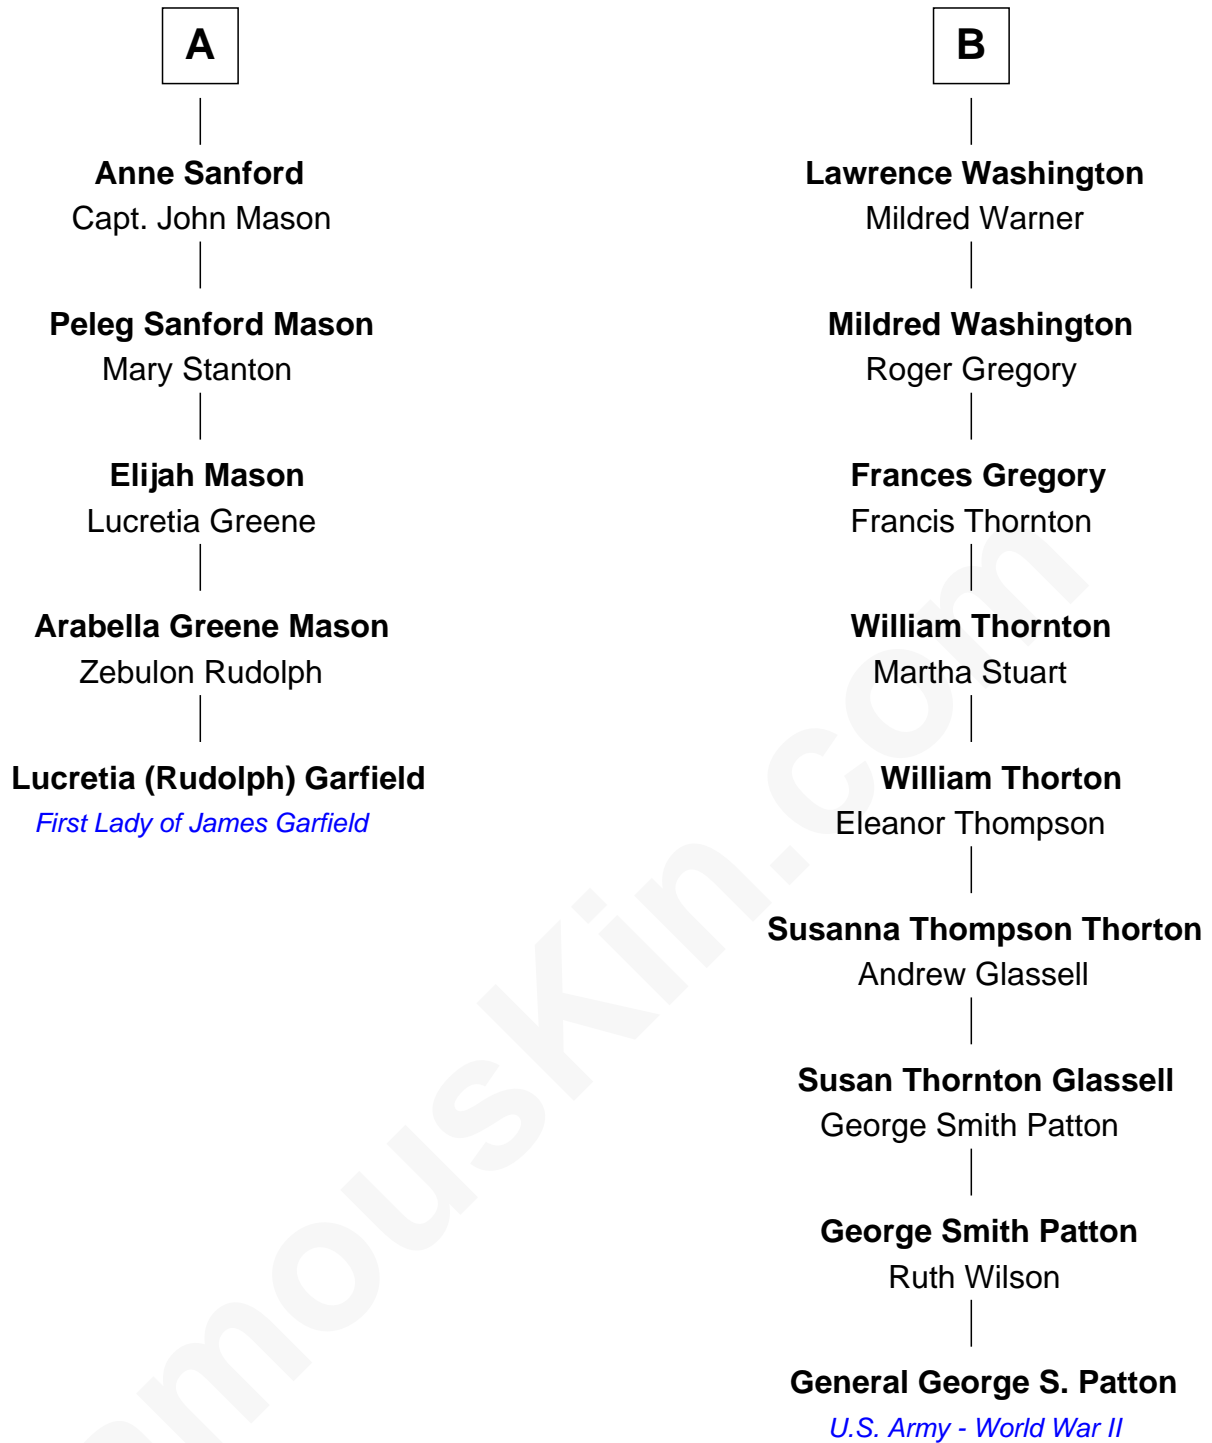 A
Anne Sanford
Capt. John Mason
Peleg Sanford Mason
Mary Stanton
Elijah Mason
Lucretia Greene
Arabella Greene Mason
Zebulon Rudolph
Lucretia (Rudolph) Garfield
First Lady of James Garfield
B
Lawrence Washington
Mildred Warner
Mildred Washington
Roger Gregory
Frances Gregory
Francis Thornton
William Thornton
Martha Stuart
William Thorton
Eleanor Thompson
Susanna Thompson Thorton
Andrew Glassell
Susan Thornton Glassell
George Smith Patton
George Smith Patton
Ruth Wilson
General George S. Patton
U.S. Army - World War II
amouskin.com